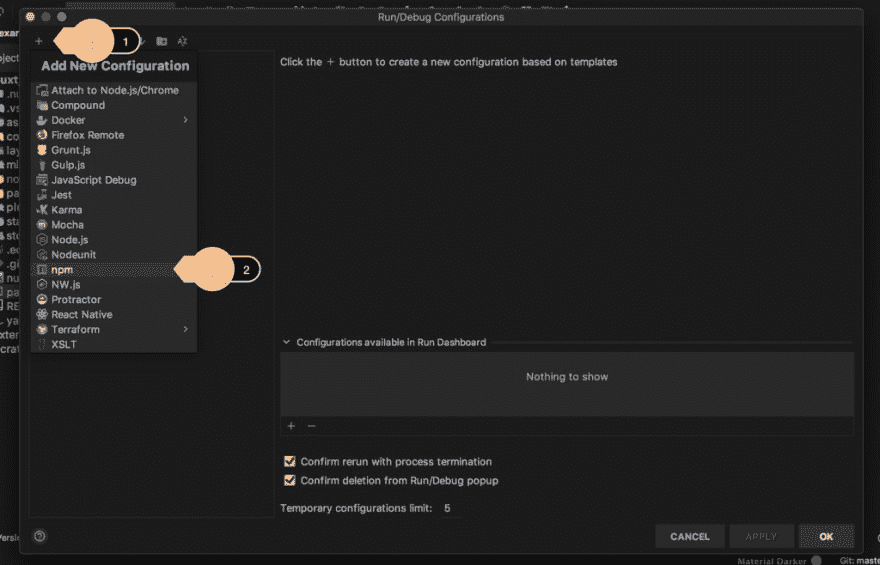 Run/Debug Configurations
1
Add New Configuration
Click the + button to create a new configuration based on templates
Attach to Node.js/Chrome
Compound
Docker
Firefox Remote
Grunt.js
Gulp.js
JavaScript Debug
Jest
Karma
Mocha
Node.js
Nodeunit
npm
2
NW.js
Protractor
React Native
Terraform
XSLT
Configurations available in Run Dashboard
Nothing to show
Confirm rerun with process termination
Confirm deletion from Run/Debug popup
Temporary configurations limit: 5
CANCEL
APPLY
OK
Material Darker
Git: maste